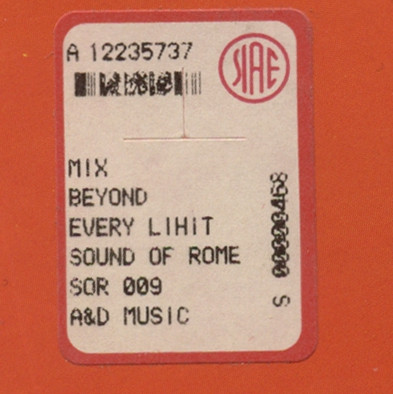 A 12235737
SIAE
MIX
BEYOND
EVERY LIHIT
SOUND OF ROME
SOR 009
A&D MUSIC
S 00000468